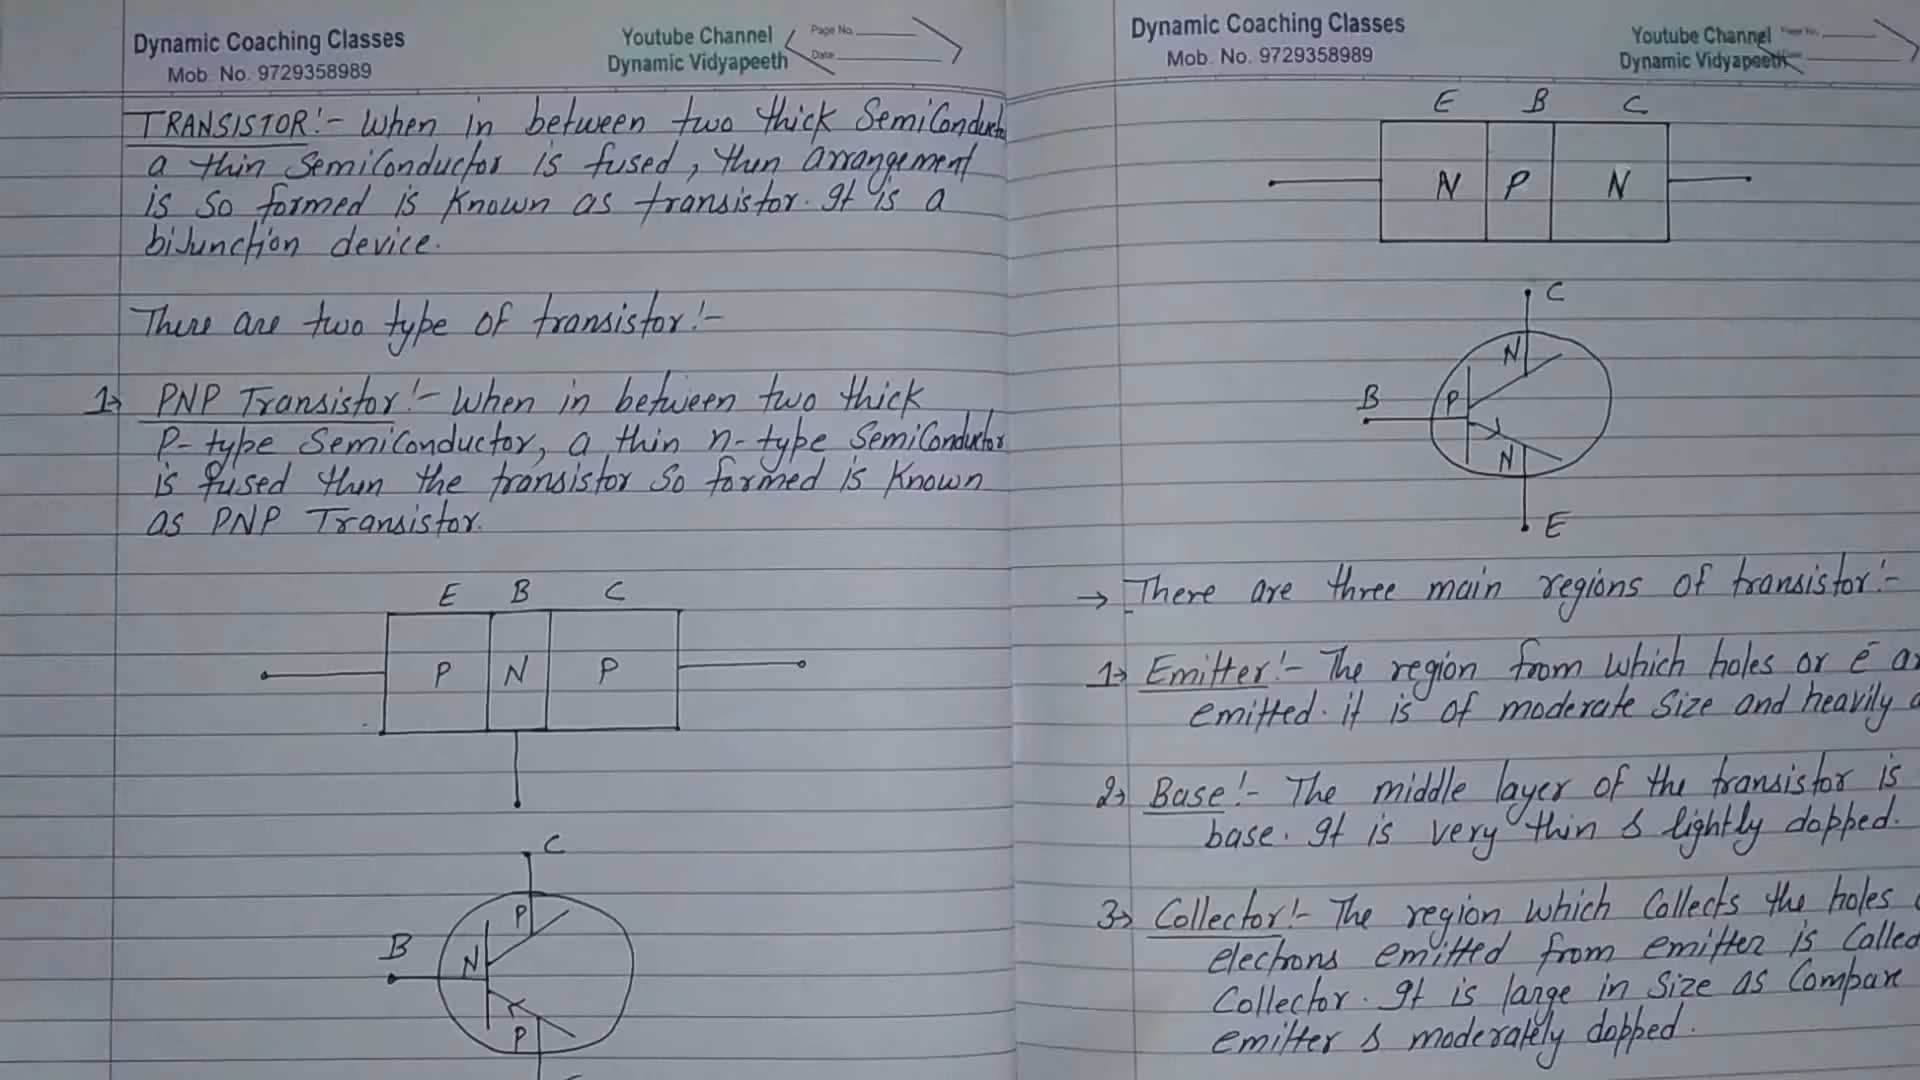 Dynamic Coaching Classes
Mob. No. 9729358989
Youtube Channel
Dynamic Vidyapeeth
Page No.
Date
TRANSISTOR:- When in between two thick SemiConduct
a thin SemiConductor is fused, then arrangement
is so formed is known as transistor. It is a
biJunction device.
There are two type of transistor:-
1→ PNP Transistor:- When in between two thick
P-type SemiConductor, a thin n-type SemiConductor
is fused then the transistor so formed is known
as PNP Transistor.
E B C
P N P
C
P
B
N
P
Dynamic Coaching Classes
Mob. No. 9729358989
Youtube Channel
Dynamic Vidyapeeth
E B C
N P N
C
N
B
P
N
E
→ There are three main regions of transistor:-
1→ Emitter:- The region from which holes or e̅ ar
emitted. it is of moderate size and heavily
2→ Base:- The middle layer of the transistor is
base. It is very thin & lightly dopped.
3→ Collector:- The region which Collects the holes
electrons emitted from emitter is Called
Collector. It is large in size as Compare
emitter & moderately dopped.